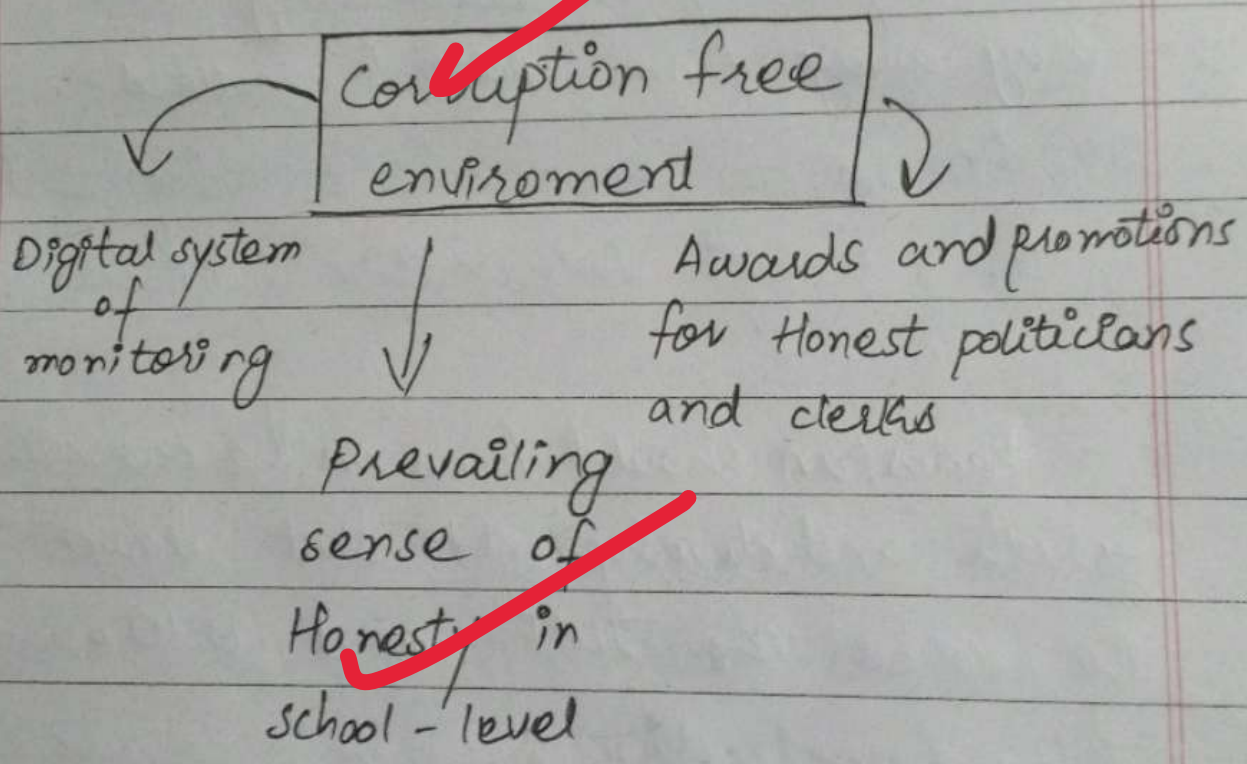 Corruption free
enviroment
Digital system
of
monitoring
Awards and promotions
for Honest politicians
and clerks
Prevailing
sense of
Honesty in
school - level